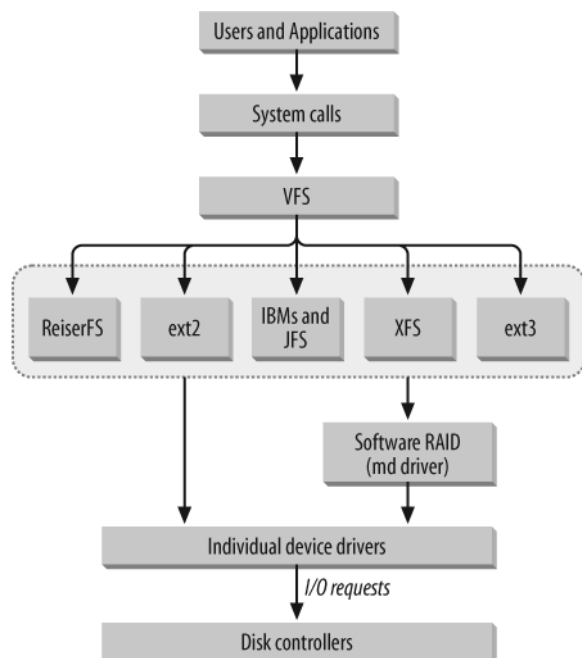 Users and Applications
System calls
VFS
ReiserFS
ext2
IBMs and
JFS
XFS
ext3
Software RAID
(md driver)
Individual device drivers
I/O requests
Disk controllers